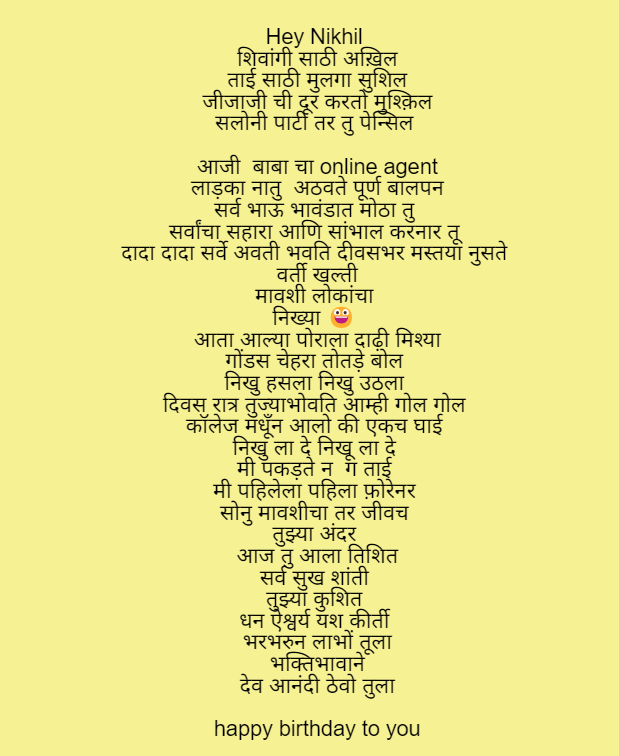 Hey Nikhil
शिवांगी साठी अख़िल
ताई साठी मुलगा सुशिल
जीजाजी ची दूर करतो मुश्क़िल
सलोनी पार्टी तर तु पेन्सिल
आजी बाबा चा online agent
लाड़का नातु अठवते पूर्ण बालपन
सर्व भाऊ भावंडात मोठा तु
सर्वांचा सहारा आणि सांभाल करनार तू
दादा दादा सर्वे अवती भवति दीवसभर मस्तया नुसते
वर्ती खल्ती
मावशी लोकांचा
निख्या 😀
आता आल्या पोराला दाढ़ी मिश्या
गोंडस चेहरा तोतड़े बोल
निखु हसला निखु उठला
दिवस रात्र तुज्याभोवति आम्ही गोल गोल
कॉलेज मधूँन आलो की एकच घाई
निखु ला दे निखू ला दे
मी पकड़ते न ग ताई
मी पहिलेला पहिला फ़ोरेनर
सोनु मावशीचा तर जीवच
तुझ्या अंदर
आज तु आला तिशित
सर्व सुख शांती
तुझ्या कुशित
धन ऐश्वर्य यश कीर्ती
भरभरुन लाभों तूला
भक्तिभावाने
देव आनंदी ठेवो तुला
happy birthday to you